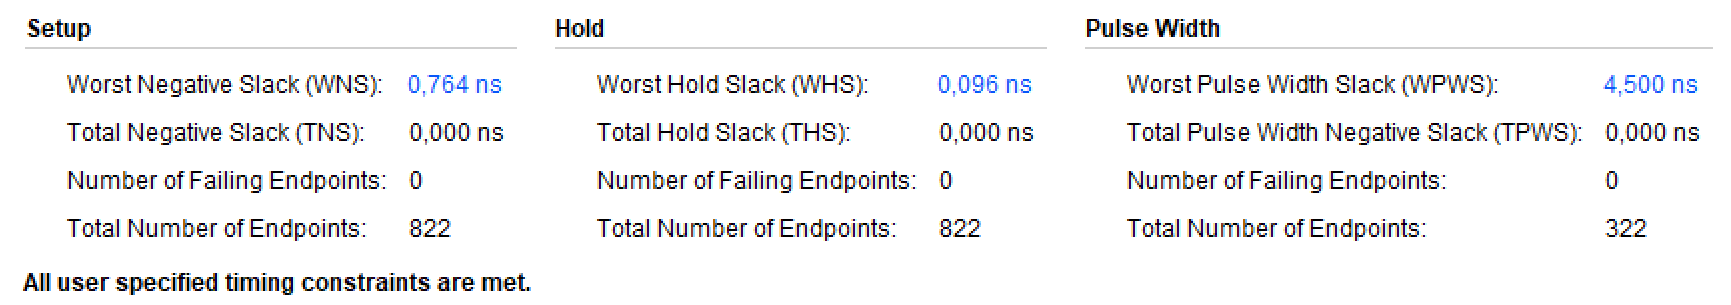 Setup Hold Pulse Width
Worst Negative Slack (WNS): 0,764 ns Worst Hold Slack (WHS): 0,096 ns Worst Pulse Width Slack (WPWS): 4,500 ns
Total Negative Slack (TNS): 0,000 ns Total Hold Slack (THS): 0,000 ns Total Pulse Width Negative Slack (TPWS): 0,000 ns
Number of Failing Endpoints: 0 Number of Failing Endpoints: 0 Number of Failing Endpoints: 0
Total Number of Endpoints: 822 Total Number of Endpoints: 822 Total Number of Endpoints: 322
All user specified timing constraints are met.